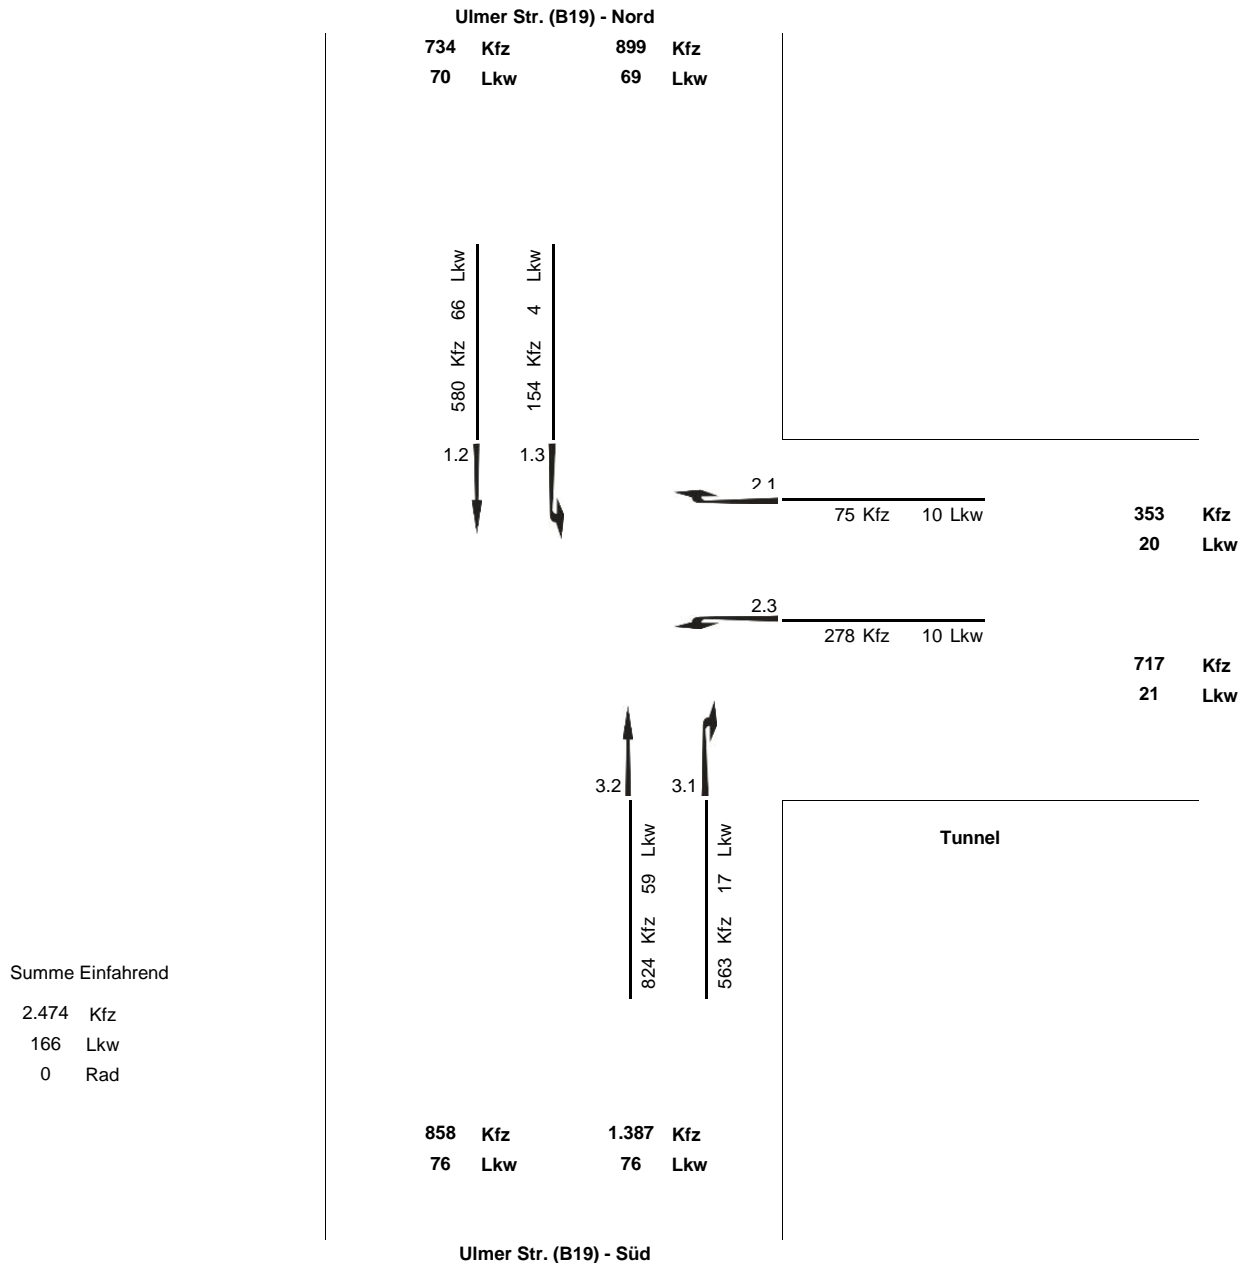 Ulmer Str. (B19) - Nord
734 Kfz 899 Kfz
70 Lkw 69 Lkw
580 Kfz 66 Lkw
154 Kfz 4 Lkw
1.2 1.3
2.1
75 Kfz 10 Lkw
353 Kfz
20 Lkw
2.3
278 Kfz 10 Lkw
717 Kfz
21 Lkw
3.2 3.1
824 Kfz 59 Lkw
563 Kfz 17 Lkw
Tunnel
Summe Einfahrend
2.474 Kfz
166 Lkw
0 Rad
858 Kfz 1.387 Kfz
76 Lkw 76 Lkw
Ulmer Str. (B19) - Süd